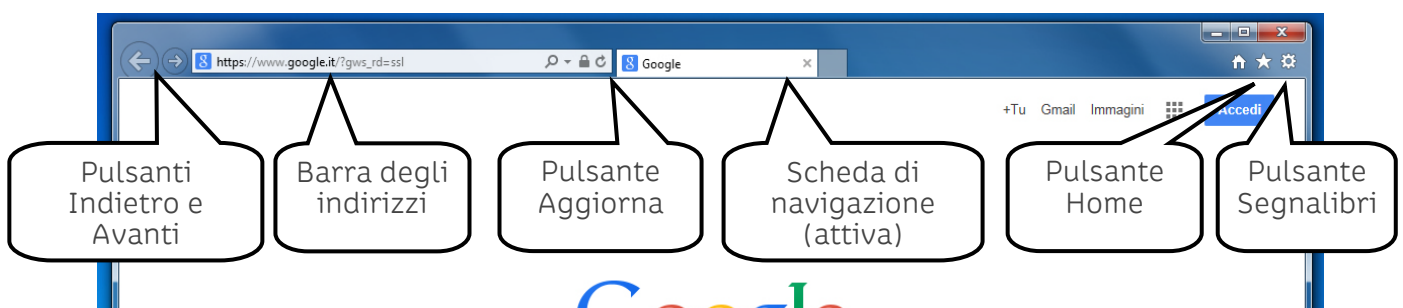 https://www.google.it/?gws_rd=ssl
Google
+Tu Gmail Immagini
Accedi
Pulsanti
Indietro e
Avanti
Barra degli
indirizzi
Pulsante
Aggiorna
Scheda di
navigazione
(attiva)
Pulsante
Home
Pulsante
Segnalibri
Google